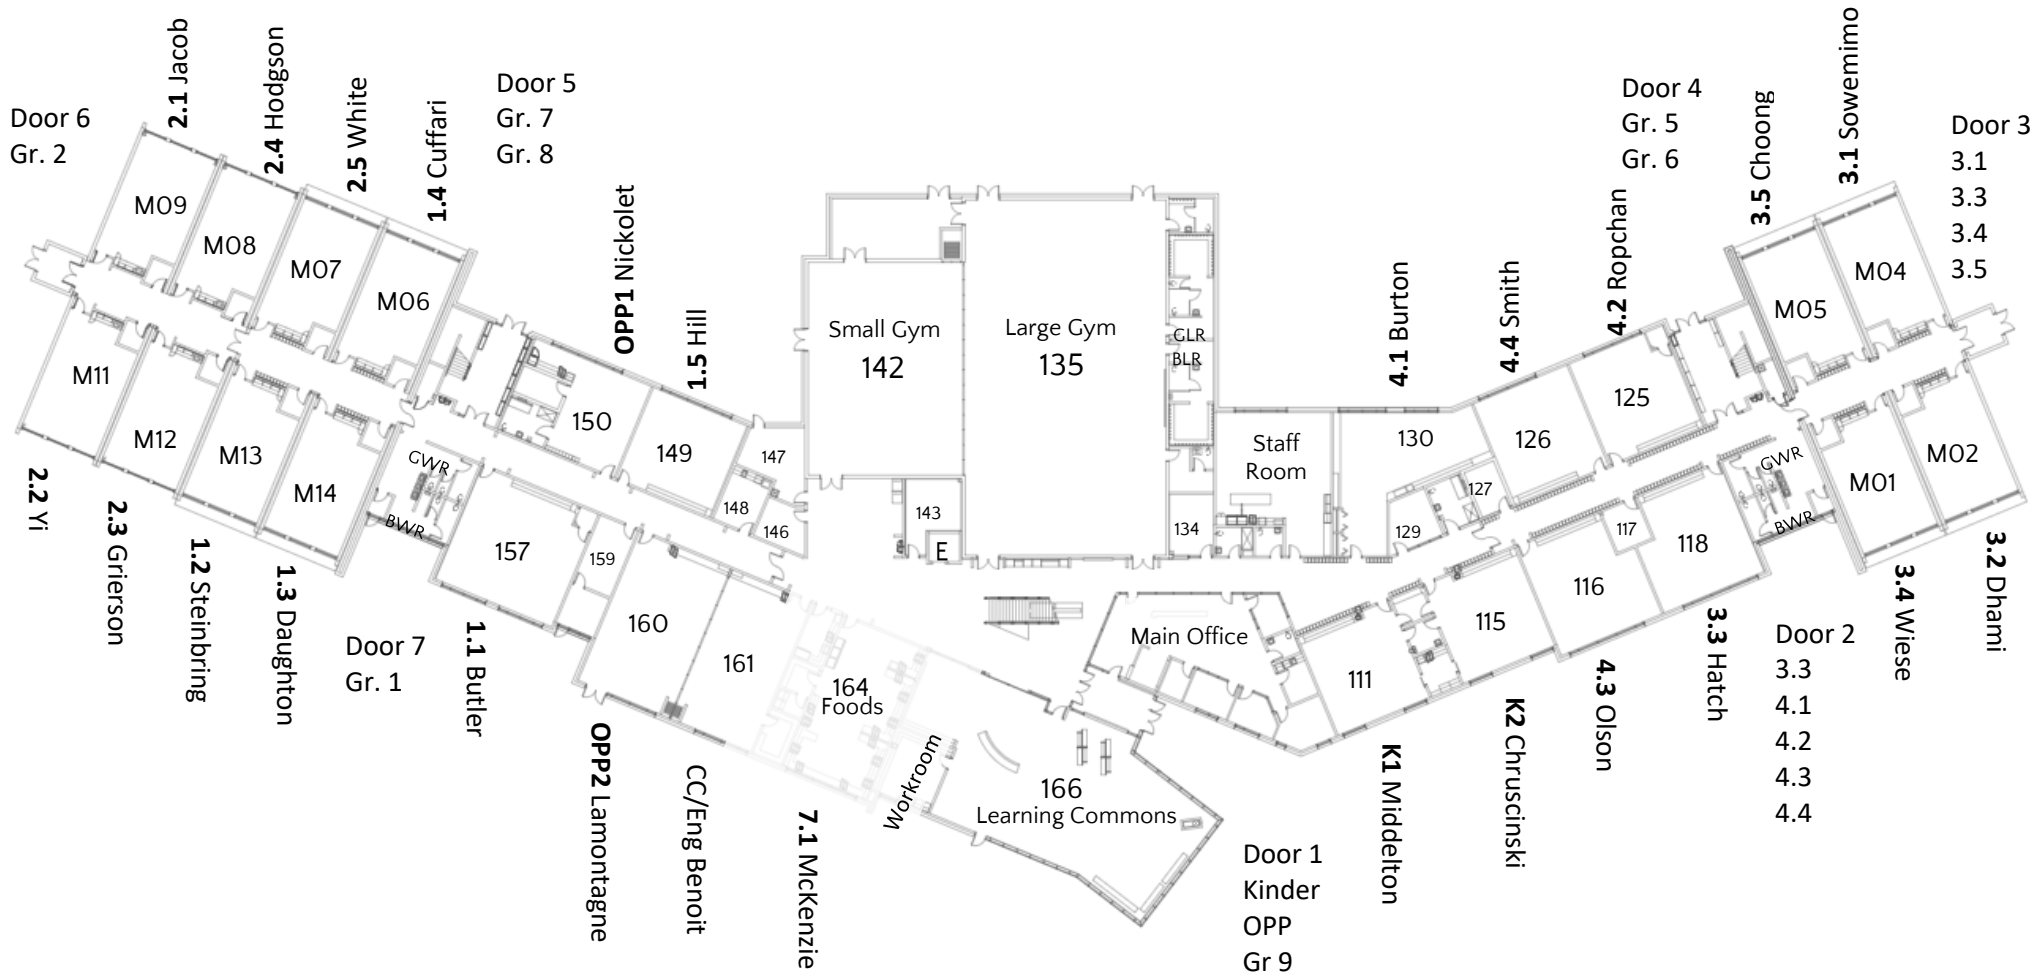 Door 6
Gr. 2
2.1 Jacob
2.4 Hodgson
2.5 White
1.4 Cuffari
Door 5
Gr. 7
Gr. 8
OPP1 Nickolet
1.5 Hill
4.1 Burton
4.4 Smith
4.2 Ropchan
Door 4
Gr. 5
Gr. 6
3.5 Choong
3.1 Sowemimo
Door 3
3.1
3.3
3.4
3.5
M09
M08
M07
M06
M11
M12
M13
M14
GWR
BWR
150
149
147
148
146
157
159
160
161
164
Foods
Workroom
166
Learning Commons
Small Gym
142
Large Gym
135
GLR
BLR
143
E
134
Staff
Room
Main Office
130
126
125
127
129
111
115
116
117
118
GWR
BWR
M05
M04
M01
M02
2.2 Yi
2.3 Grierson
1.2 Steinbring
1.3 Daughton
Door 7
Gr. 1
1.1 Butler
OPP2 Lamontagne
CC/Eng Benoit
7.1 McKenzie
Door 1
Kinder
OPP
Gr 9
K1 Middelton
K2 Chruscinski
4.3 Olson
3.3 Hatch
Door 2
3.3
4.1
4.2
4.3
4.4
3.4 Wiese
3.2 Dhami